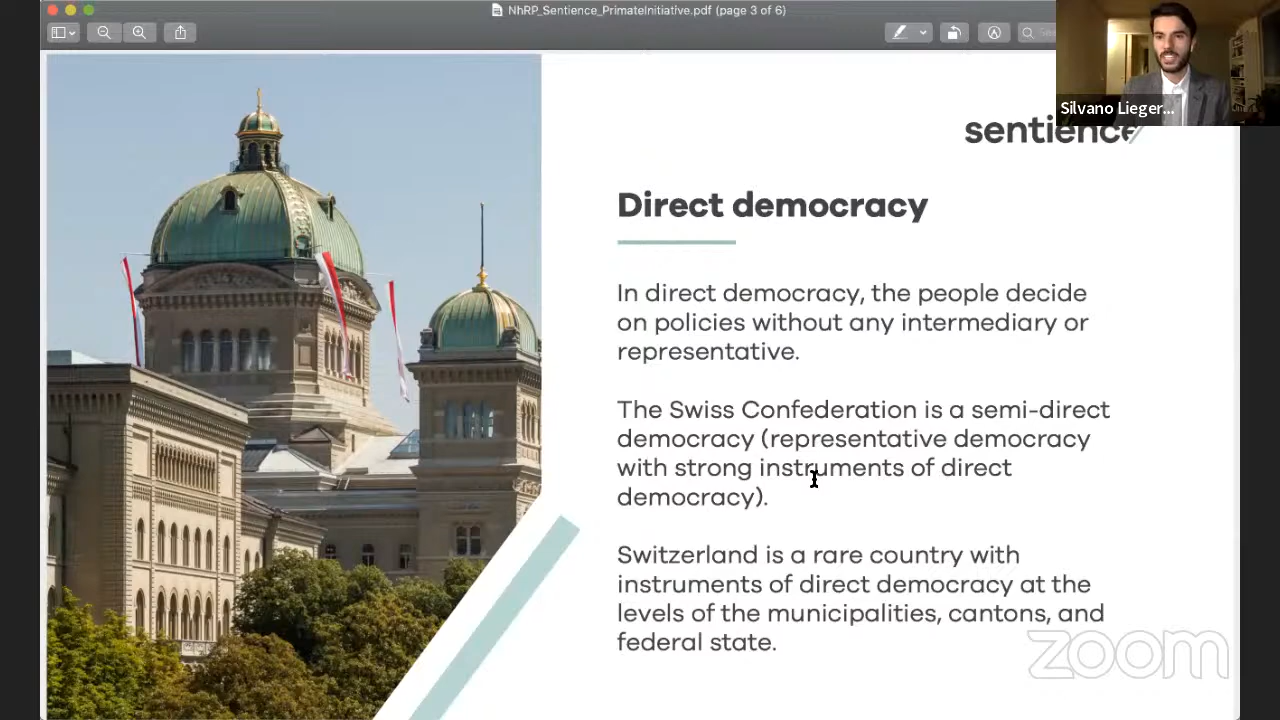 NhRP_Sentience_PrimateInitiative.pdf (page 3 of 6)
Silvano Lieger...
sentience
Direct democracy
In direct democracy, the people decide
on policies without any intermediary or
representative.
The Swiss Confederation is a semi-direct
democracy (representative democracy
with strong instruments of direct
democracy).
Switzerland is a rare country with
instruments of direct democracy at the
levels of the municipalities, cantons, and
federal state.
zoom